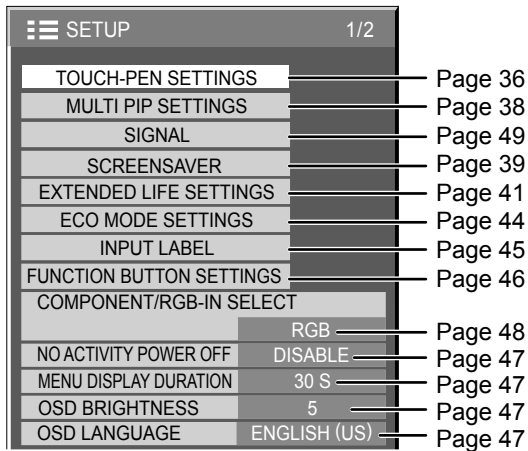 SETUP 1/2
TOUCH-PEN SETTINGS Page 36
MULTI PIP SETTINGS Page 38
SIGNAL Page 49
SCREENSAVER Page 39
EXTENDED LIFE SETTINGS Page 41
ECO MODE SETTINGS Page 44
INPUT LABEL Page 45
FUNCTION BUTTON SETTINGS Page 46
COMPONENT/RGB-IN SELECT
RGB Page 48
NO ACTIVITY POWER OFF DISABLE Page 47
MENU DISPLAY DURATION 30 S Page 47
OSD BRIGHTNESS 5 Page 47
OSD LANGUAGE ENGLISH (US) Page 47